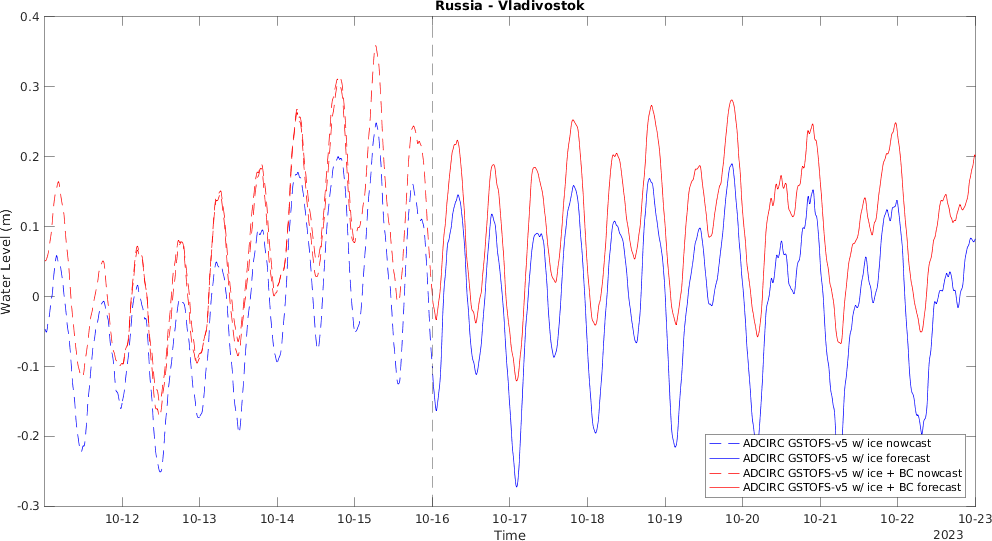 Russia - Vladivostok
0.4
0.3
0.2
0.1
0
-0.1
-0.2
-0.3
Water Level (m)
ADCIRC GSTOFS-v5 w/ ice nowcast
ADCIRC GSTOFS-v5 w/ ice forecast
ADCIRC GSTOFS-v5 w/ ice + BC nowcast
ADCIRC GSTOFS-v5 w/ ice + BC forecast
10-12 10-13 10-14 10-15 10-16 10-17 10-18 10-19 10-20 10-21 10-22 10-23
Time
2023